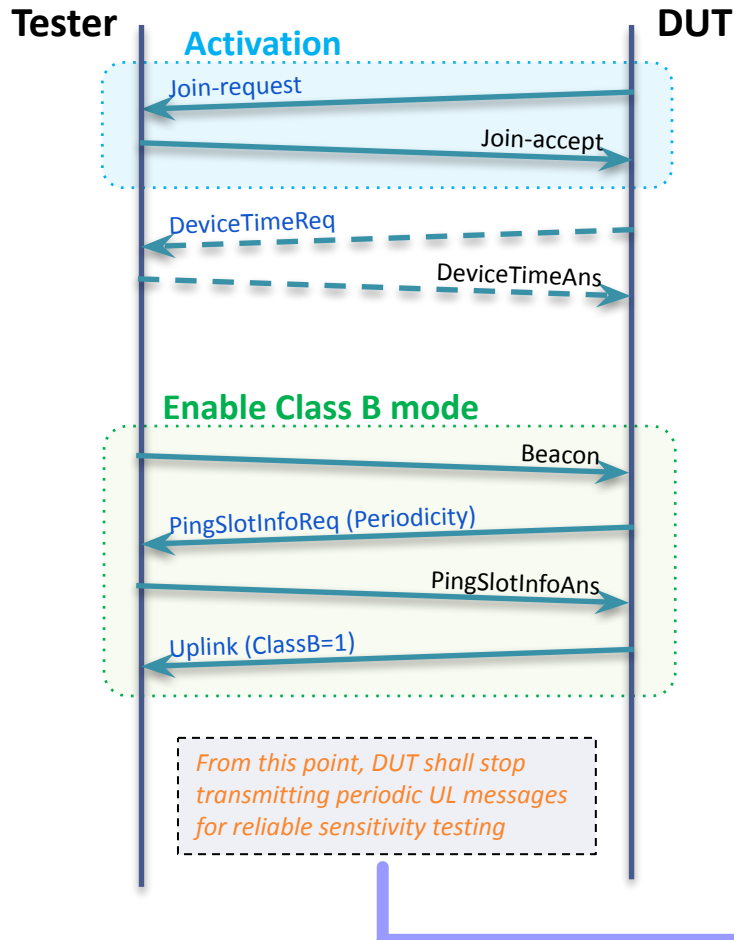 Tester
DUT
Activation
Join-request
Join-accept
DeviceTimeReq
DeviceTimeAns
Enable Class B mode
Beacon
PingSlotInfoReq (Periodicity)
PingSlotInfoAns
Uplink (ClassB=1)
From this point, DUT shall stop
transmitting periodic UL messages
for reliable sensitivity testing